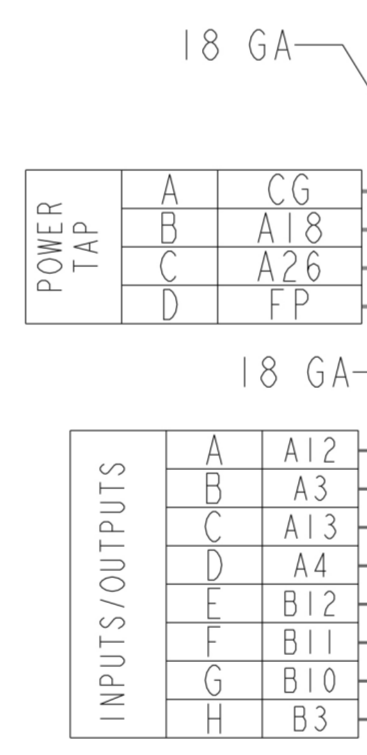 18 GA
POWER TAP
A CG
B A18
C A26
D FP
18 GA
INPUTS/OUTPUTS
A A12
B A3
C A13
D A4
E B12
F B11
G B10
H B3